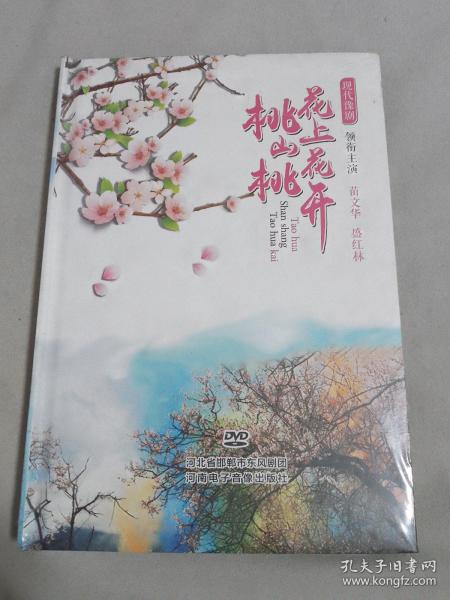 现代豫剧
桃花
山上
桃花开
领衔主演 苗文华 盛红林
Tao hua
Shan shang
Tao hua kai
DVD
河北省邯郸市东风剧团
河南电子音像出版社
孔夫子旧书网
www.kongfz.com